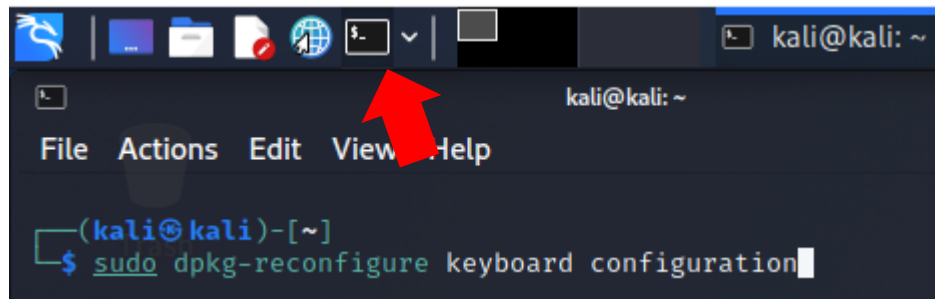 $_
kali@kali: ~
kali@kali: ~
File Actions Edit View Help
┌──(kali㉿kali)-[~]
└─$ sudo dpkg-reconfigure keyboard configuration